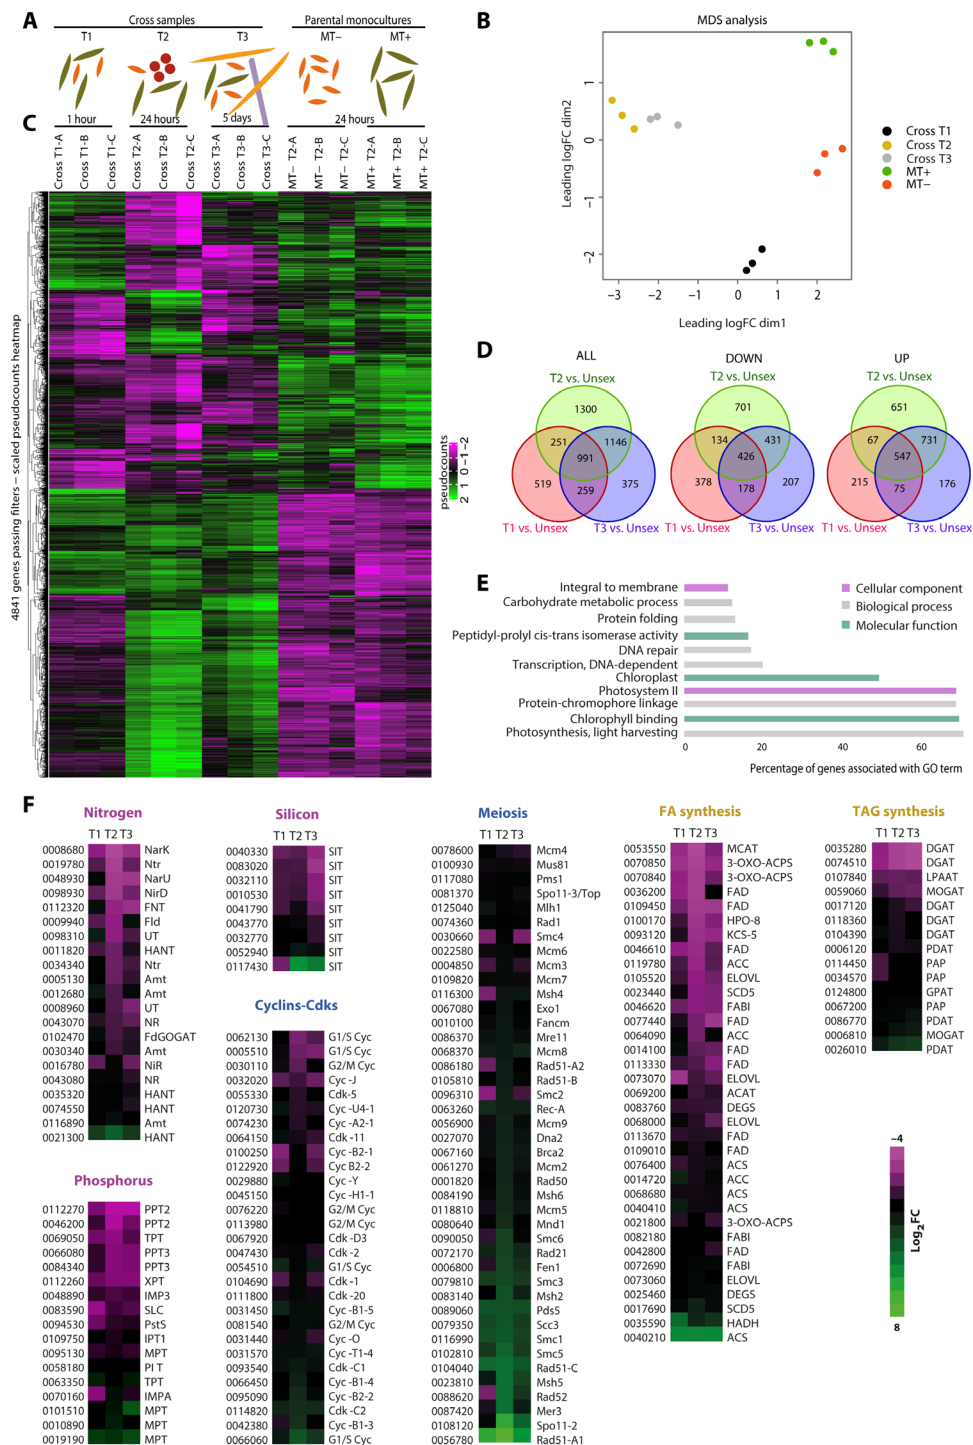 A
Cross samples
Parental monocultures
T1 T2 T3 MT− MT+
C
1 hour 24 hours 5 days 24 hours
Cross T1-A
Cross T1-B
Cross T1-C
Cross T2-A
Cross T2-B
Cross T2-C
Cross T3-A
Cross T3-B
Cross T3-C
MT− T2-A
MT− T2-B
MT− T2-C
MT+ T2-A
MT+ T2-B
MT+ T2-C
4841 genes passing filters − scaled pseudocounts heatmap
pseudocounts
2 1 0 −1 −2
B
MDS analysis
Leading logFC dim2
1
0
−1
−2
−3 −2 −1 0 1 2
Leading logFC dim1
Cross T1
Cross T2
Cross T3
MT+
MT−
D
ALL DOWN UP
T2 vs. Unsex T2 vs. Unsex T2 vs. Unsex
1300 701 651
251 1146 134 431 67 731
991 426 547
519 375 378 207 215 176
259 178 75
T1 vs. Unsex T3 vs. Unsex T1 vs. Unsex T3 vs. Unsex T1 vs. Unsex T3 vs. Unsex
E
Integral to membrane
Carbohydrate metabolic process
Protein folding
Peptidyl-prolyl cis-trans isomerase activity
DNA repair
Transcription, DNA-dependent
Chloroplast
Photosystem II
Protein-chromophore linkage
Chlorophyll binding
Photosynthesis, light harvesting
0 20 40 60
Percentage of genes associated with GO term
Cellular component
Biological process
Molecular function
F
Nitrogen
T1 T2 T3
0008680 NarK
0019780 Ntr
0048930 NarU
0098930 NirD
0112320 FNT
0009940 Fld
0098310 UT
0011820 HANT
0034340 Ntr
0005130 Amt
0012680 Amt
0008960 UT
0043070 NR
0102470 FdGOGAT
0030340 Amt
0016780 NiR
0043080 NR
0035320 HANT
0074550 HANT
0116890 Amt
0021300 HANT
Phosphorus
0112270 PPT2
0046200 PPT2
0069050 TPT
0066080 PPT3
0084340 PPT3
0112260 XPT
0048890 IMP3
0083590 SLC
0094530 PstS
0109750 IPT1
0095130 MPT
0058180 PI T
0063350 TPT
0070160 IMPA
0101510 MPT
0010890 MPT
0019190 MPT
Silicon
T1 T2 T3
0040330 SIT
0083020 SIT
0032110 SIT
0010530 SIT
0041790 SIT
0043770 SIT
0032770 SIT
0052940 SIT
0117430 SIT
Cyclins-Cdks
0062130 G1/S Cyc
0005510 G1/S Cyc
0030110 G2/M Cyc
0032020 Cyc -J
0055330 Cdk-5
0120730 Cyc -U4-1
0074230 Cyc -A2-1
0064150 Cdk -11
0100250 Cyc -B2-1
0122920 Cyc B2-2
0029880 Cyc -Y
0045150 Cyc -H1-1
0076220 G2/M Cyc
0113980 G2/M Cyc
0067920 Cdk -D3
0047430 Cdk -2
0054510 G1/S Cyc
0104690 Cdk -1
0111800 Cdk -20
0031450 Cyc -B1-5
0081540 G2/M Cyc
0031440 Cyc -O
0031570 Cyc -T1-4
0093540 Cdk -C1
0066450 Cyc -B1-4
0095090 Cyc -B2-2
0114820 Cdk -C2
0042380 Cyc -B1-3
0066060 G1/S Cyc
Meiosis
T1 T2 T3
0078600 Mcm4
0100930 Mus81
0117080 Pms1
0081370 Spo11-3/Top
0125040 Mlh1
0074360 Rad1
0030660 Smc4
0022580 Mcm6
0004850 Mcm3
0109820 Mcm7
0116300 Msh4
0067080 Exo1
0010100 Fancm
0086370 Mre11
0068370 Mcm8
0086180 Rad51-A2
0105810 Rad51-B
0096310 Smc2
0063260 Rec-A
0056900 Mcm9
0027070 Dna2
0067160 Brca2
0061270 Mcm2
0001820 Rad50
0084190 Msh6
0118810 Mcm5
0080640 Mnd1
0090050 Smc6
0072170 Rad21
0006800 Fen1
0079810 Smc3
0083140 Msh2
0089060 Pds5
0079350 Scc3
0116990 Smc1
0102810 Smc5
0104040 Rad51-C
0023810 Msh5
0088620 Rad52
0087420 Mer3
0108120 Spo11-2
0056780 Rad51-A1
FA synthesis
T1 T2 T3
0053550 MCAT
0070850 3-OXO-ACPS
0070840 3-OXO-ACPS
0036200 FAD
0109450 FAD
0100170 HPO-8
0093120 KCS-5
0046610 FAD
0119780 ACC
0105520 ELOVL
0023440 SCD5
0046620 FABI
0077440 FAD
0064090 ACC
0014100 FAD
0113330 FAD
0073070 ELOVL
0069200 ACAT
0083760 DEGS
0068000 ELOVL
0113670 FAD
0109010 FAD
0076400 ACS
0014720 ACC
0068680 ACS
0040410 ACS
0021800 3-OXO-ACPS
0082180 FABI
0042800 FAD
0072690 FABI
0073060 ELOVL
0025460 DEGS
0017690 SCD5
0035590 HADH
0040210 ACS
TAG synthesis
T1 T2 T3
0035280 DGAT
0074510 DGAT
0107840 LPAAT
0059060 MOGAT
0017120 DGAT
0118360 DGAT
0104390 DGAT
0006120 PDAT
0114450 PAP
0034570 PAP
0124800 GPAT
0067200 PAP
0086770 PDAT
0006810 MOGAT
0026010 PDAT
−4
Log2FC
8